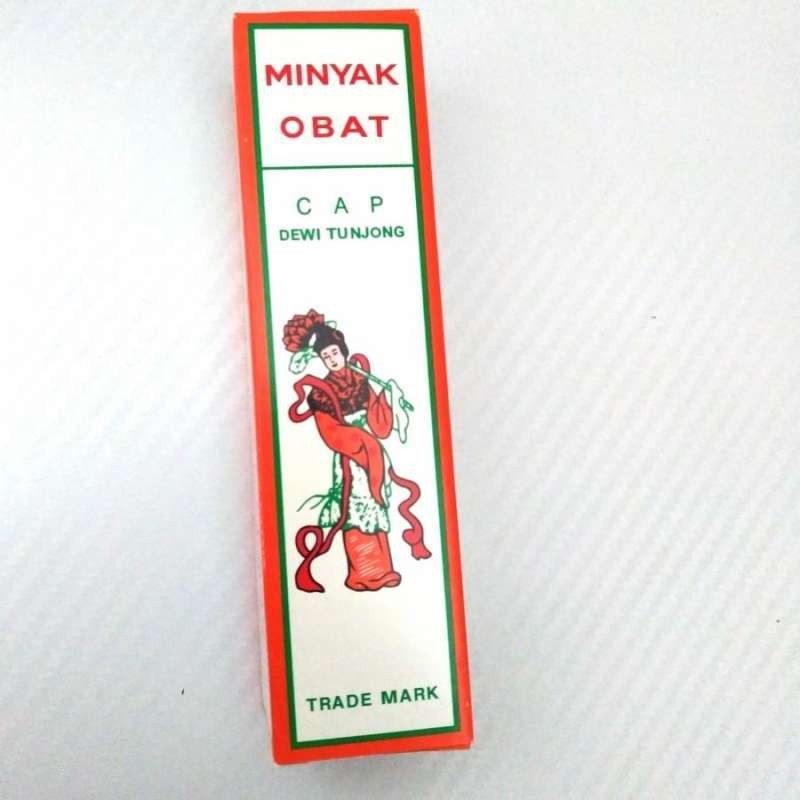 MINYAK
OBAT
CAP
DEWI TUNJONG
TRADE MARK